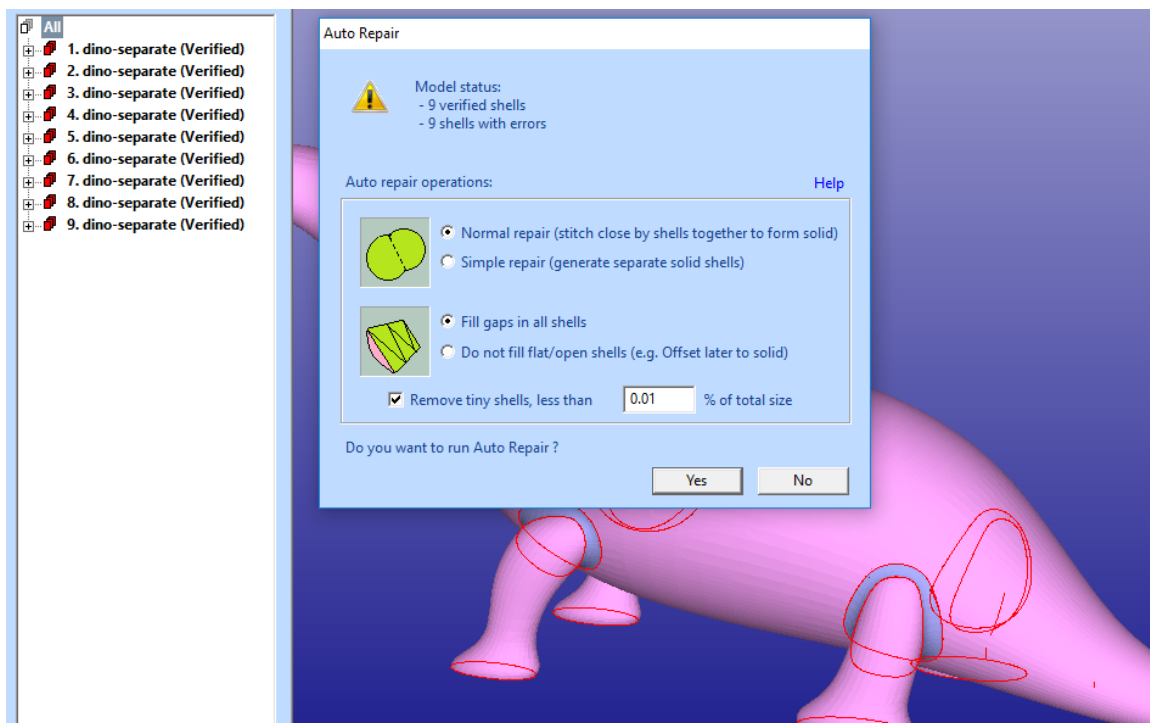 All
1. dino-separate (Verified)
2. dino-separate (Verified)
3. dino-separate (Verified)
4. dino-separate (Verified)
5. dino-separate (Verified)
6. dino-separate (Verified)
7. dino-separate (Verified)
8. dino-separate (Verified)
9. dino-separate (Verified)
Auto Repair
Model status:
- 9 verified shells
- 9 shells with errors
Auto repair operations:
Help
Normal repair (stitch close by shells together to form solid)
Simple repair (generate separate solid shells)
Fill gaps in all shells
Do not fill flat/open shells (e.g. Offset later to solid)
Remove tiny shells, less than 0.01 % of total size
Do you want to run Auto Repair ?
Yes
No